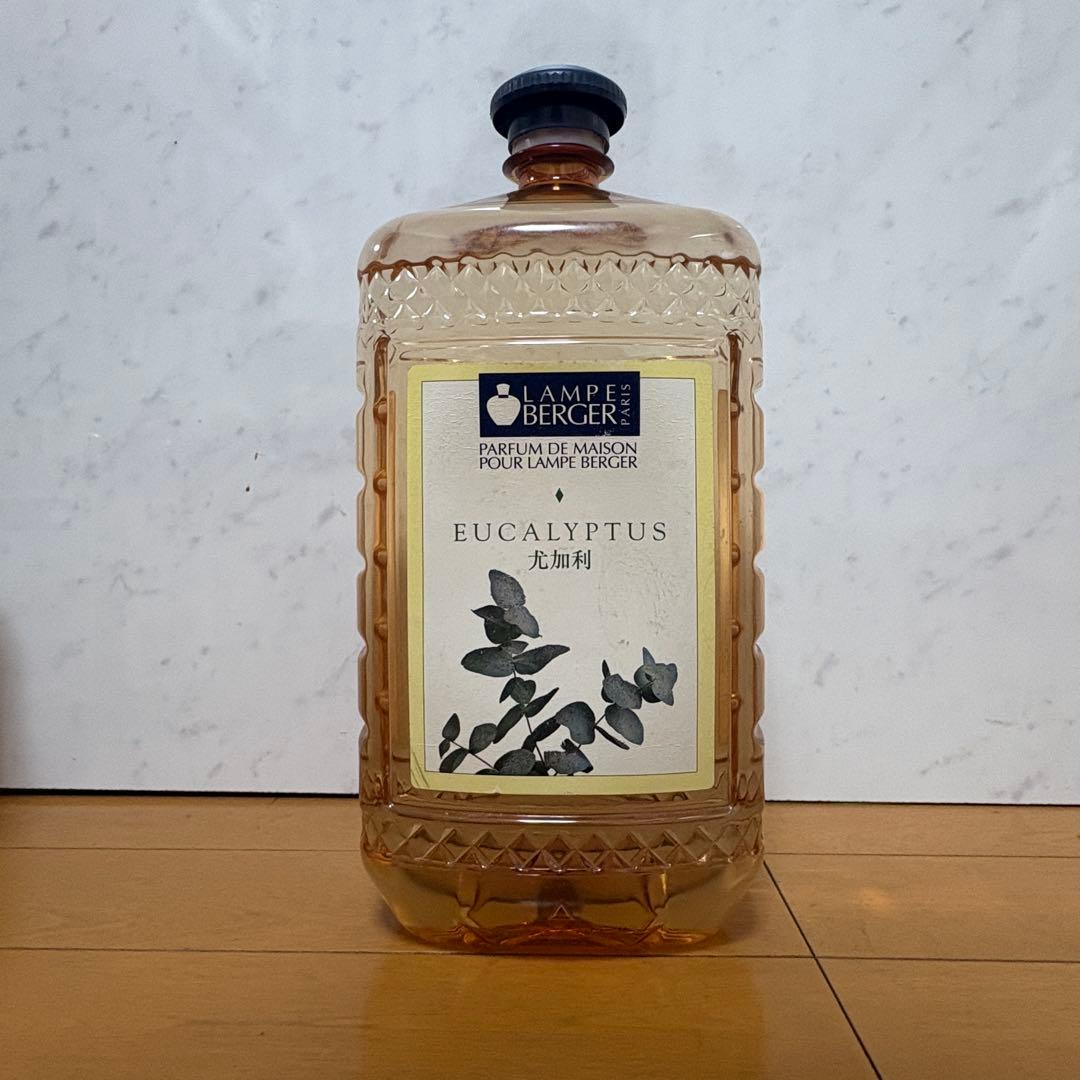 LAMPE
BERGER
PARIS
PARFUM DE MAISON
POUR LAMPE BERGER
EUCALYPTUS
尤加利